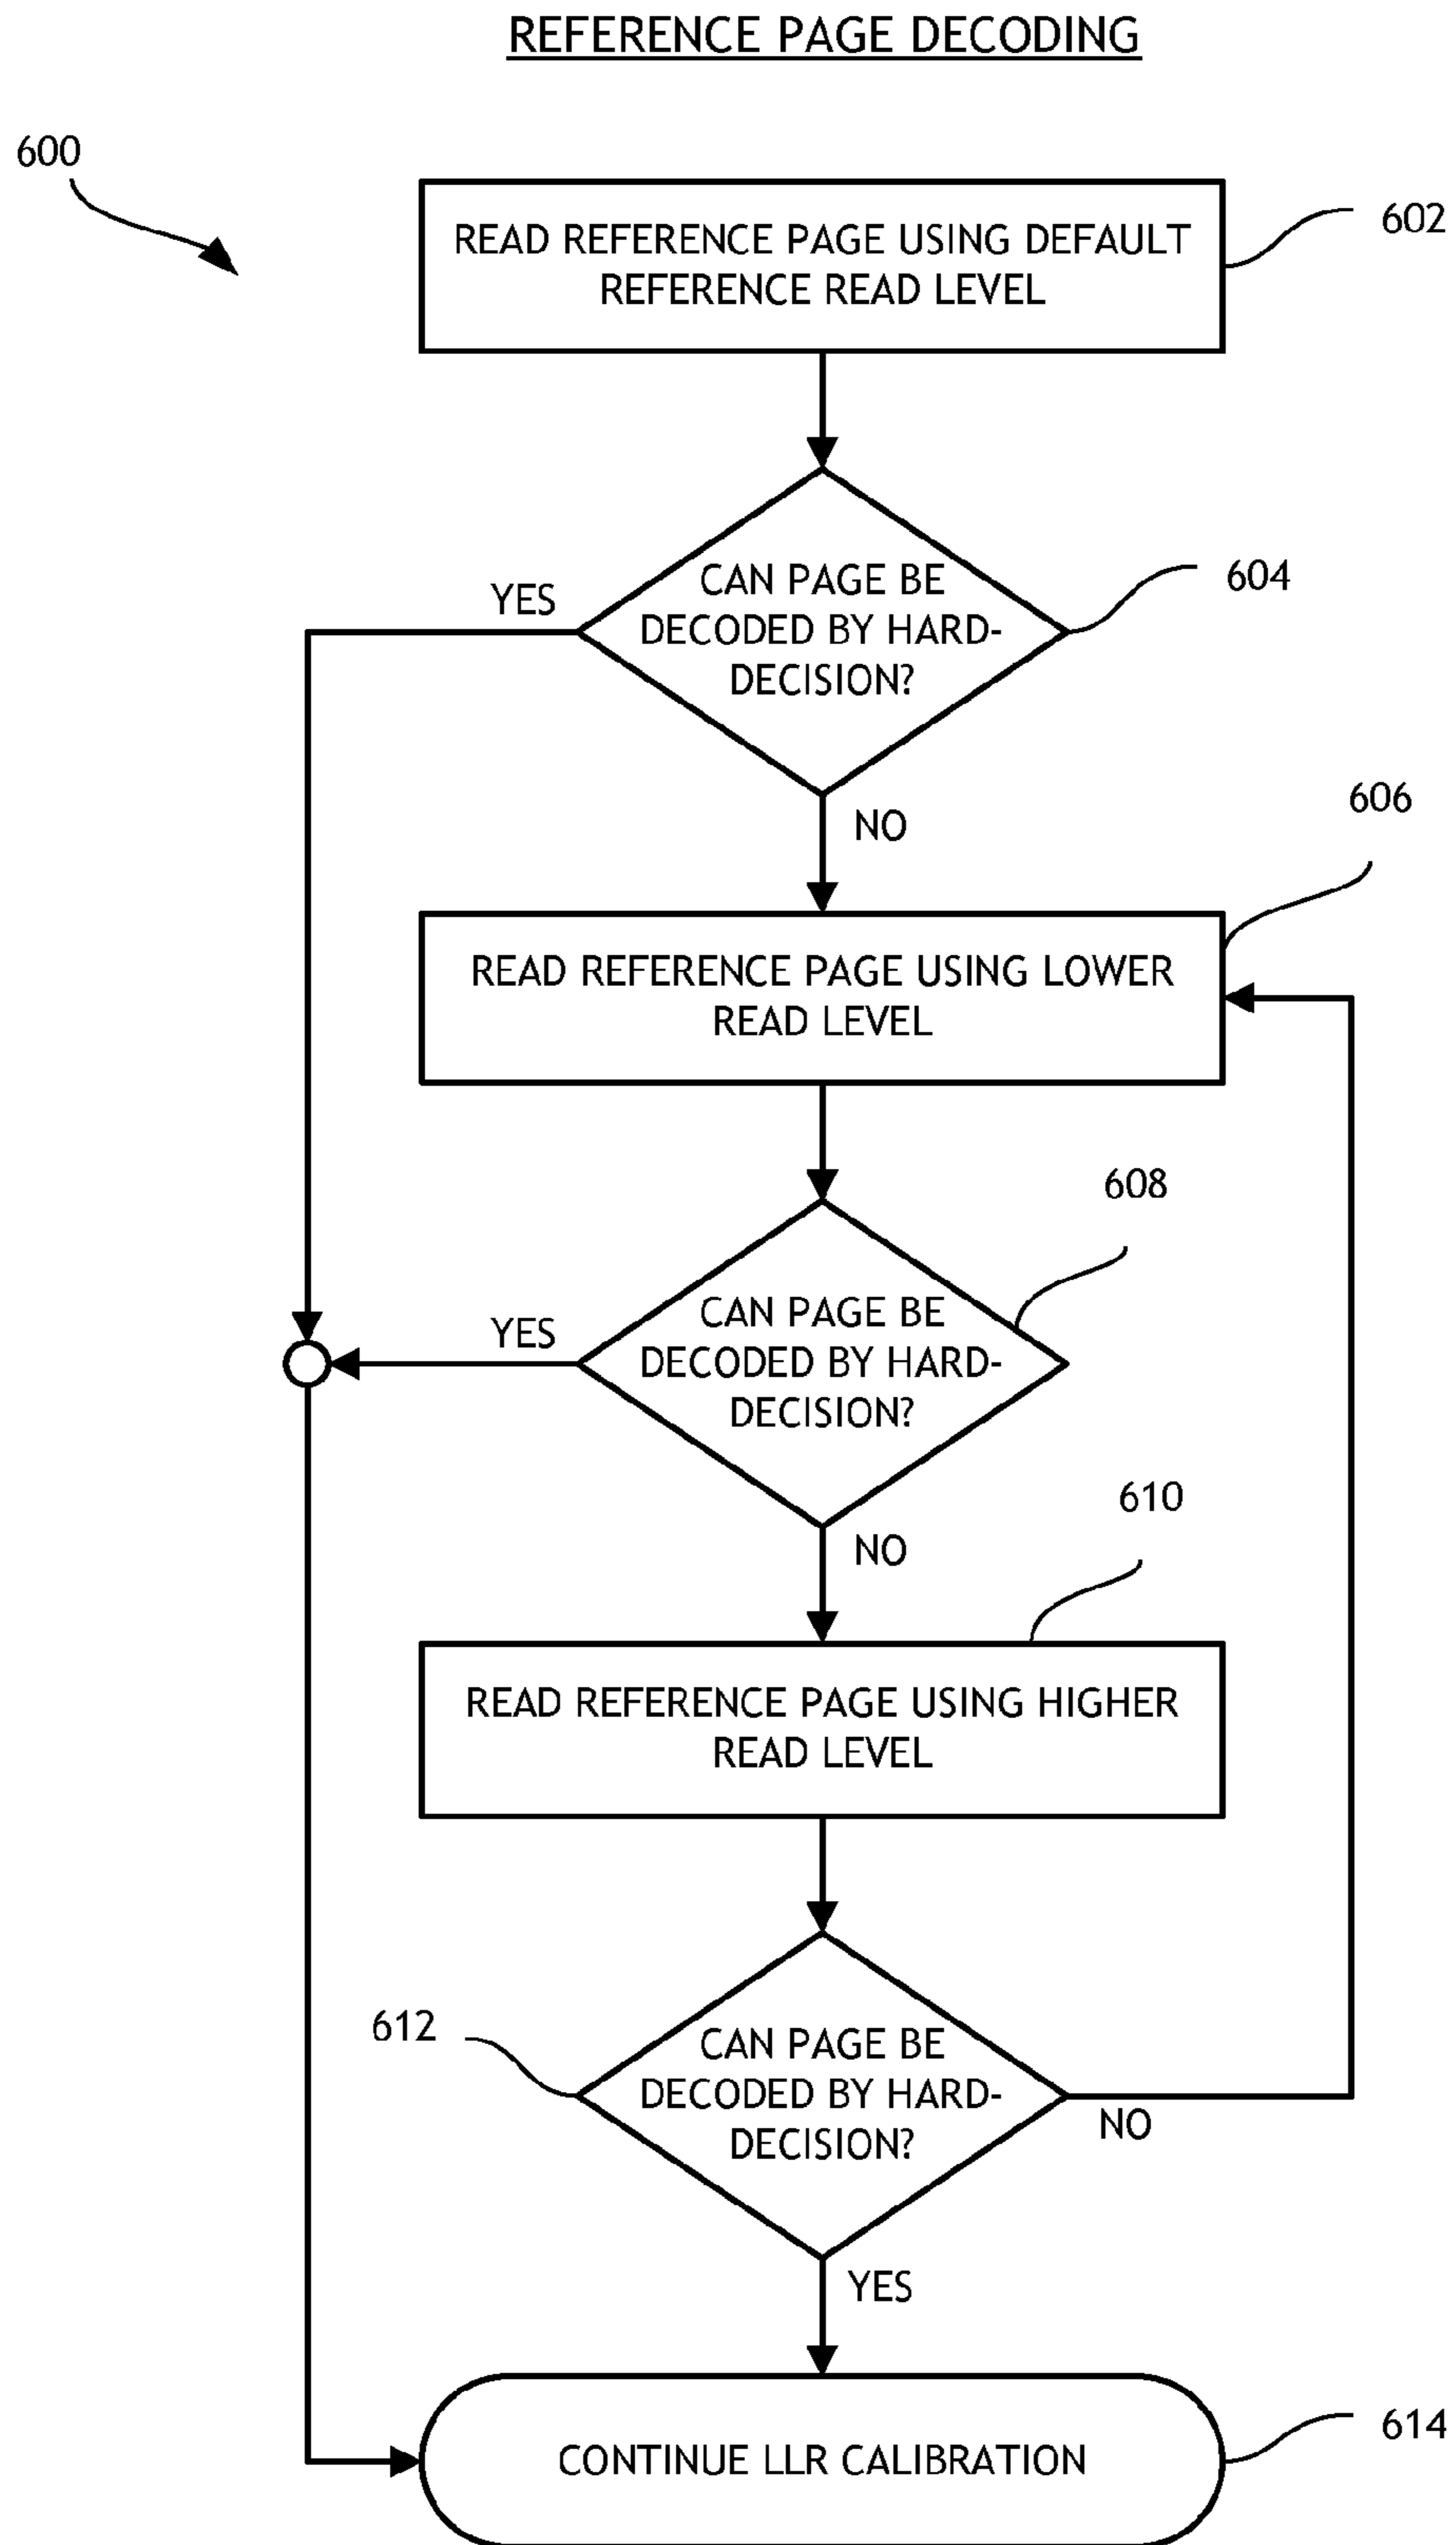 REFERENCE PAGE DECODING
600
READ REFERENCE PAGE USING DEFAULT
REFERENCE READ LEVEL
602
CAN PAGE BE
DECODED BY HARD-
DECISION?
604
YES
NO
606
READ REFERENCE PAGE USING LOWER
READ LEVEL
608
CAN PAGE BE
DECODED BY HARD-
DECISION?
YES
NO
610
READ REFERENCE PAGE USING HIGHER
READ LEVEL
612
CAN PAGE BE
DECODED BY HARD-
DECISION?
NO
YES
CONTINUE LLR CALIBRATION
614